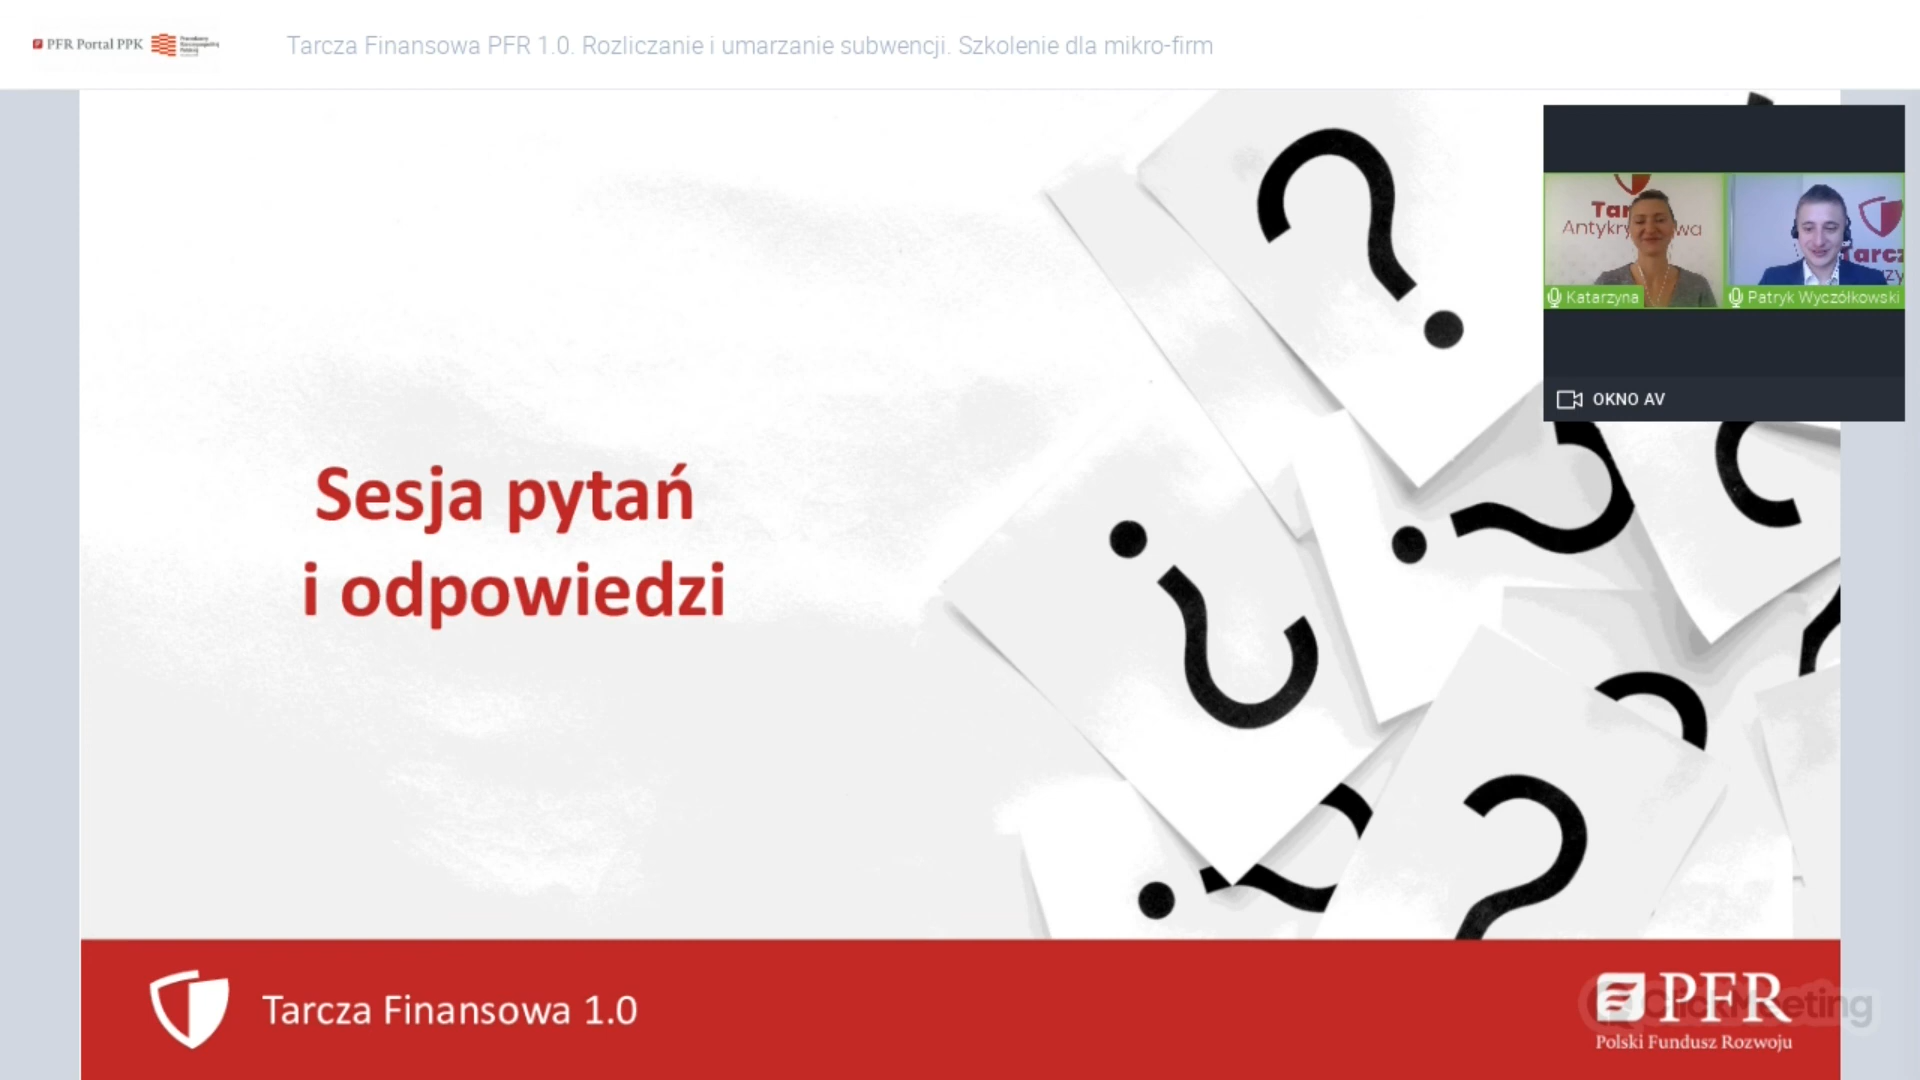 PFR Portal PPK
Tarcza Finansowa PFR 1.0. Rozliczanie i umarzanie subwencji. Szkolenie dla mikro-firm
Katarzyna
Patryk Wyczółkowski
OKNO AV
Sesja pytań
i odpowiedzi
Tarcza Finansowa 1.0
PFR
ClickMeeting
Polski Fundusz Rozwoju